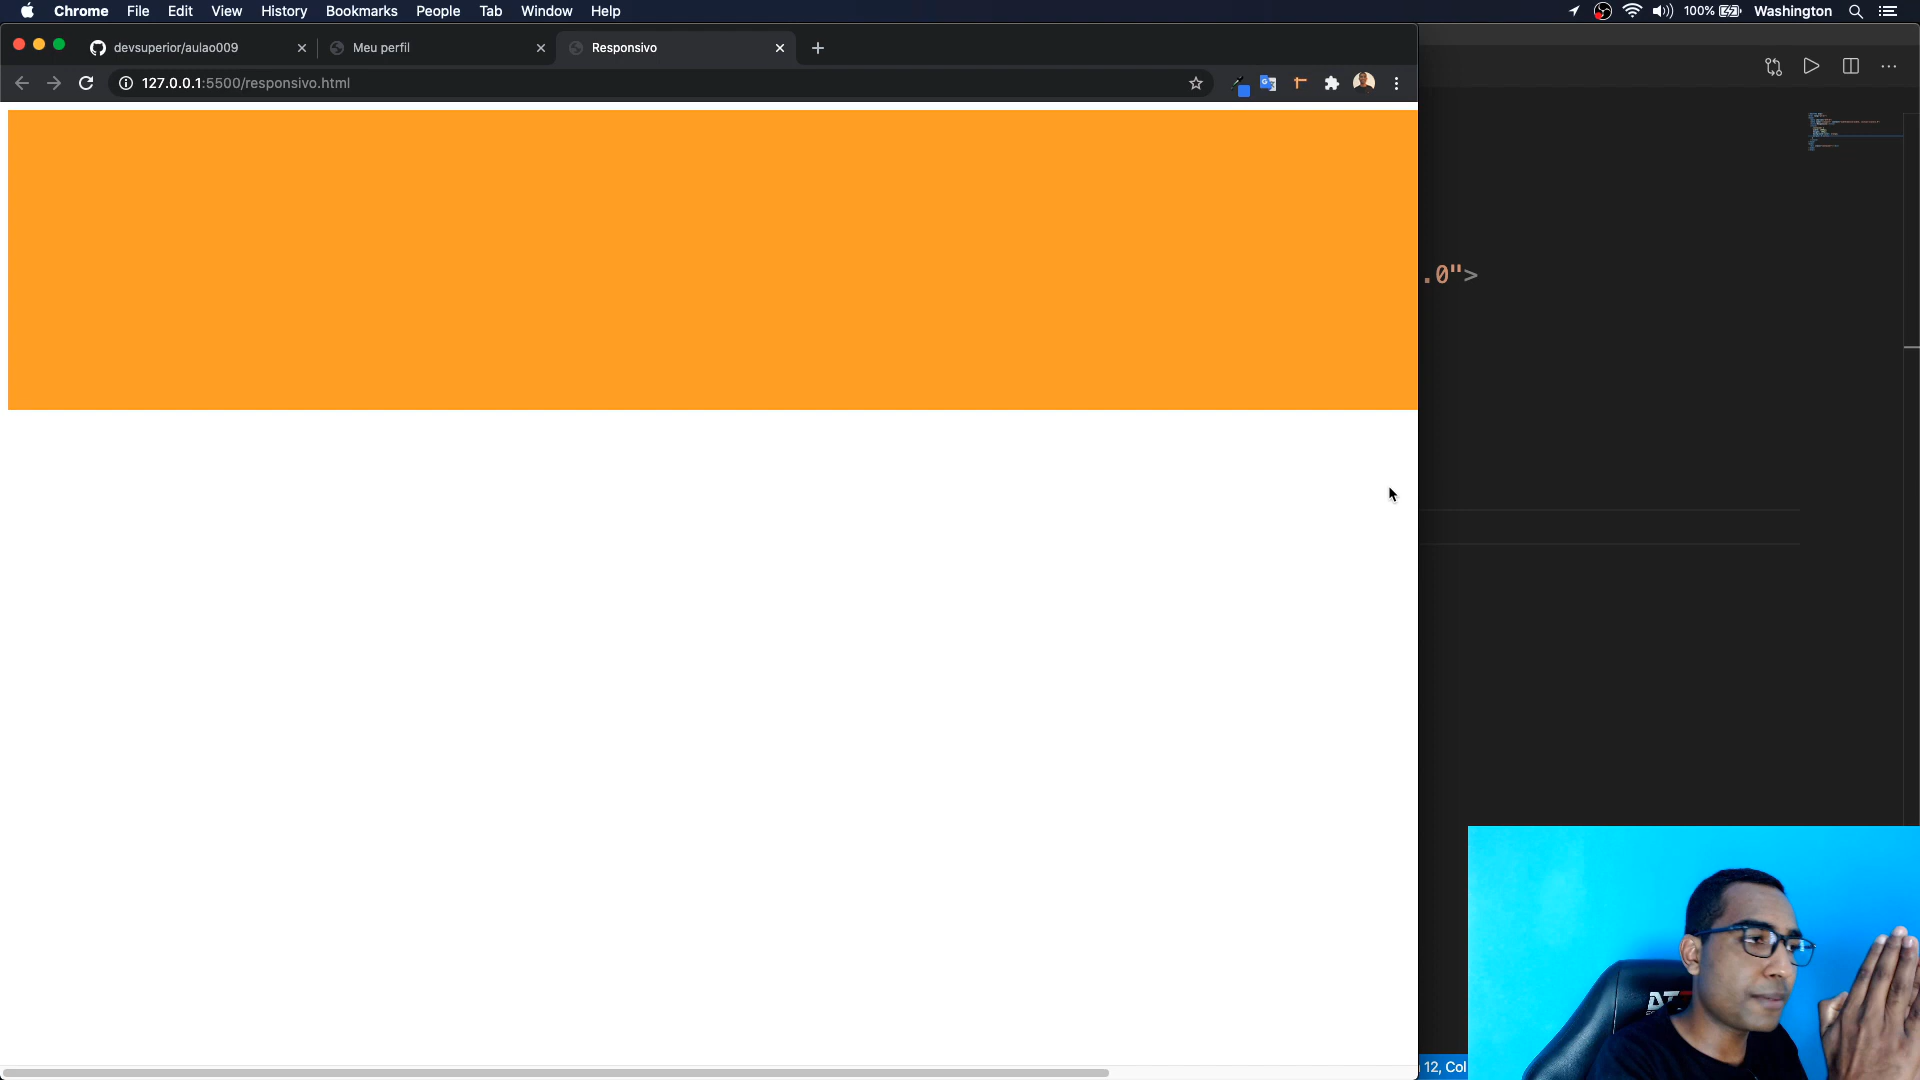 Chrome File Edit View History Bookmarks People Tab Window Help 100% Washington
devsuperior/aulao009 Meu perfil Responsivo
127.0.0.1:5500/responsivo.html
.0">
12, Col